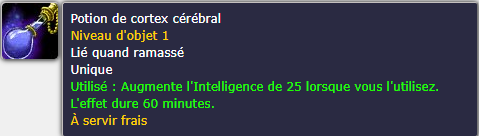 Potion de cortex cérébral
Niveau d'objet 1
Lié quand ramassé
Unique
Utilisé : Augmente l'Intelligence de 25 lorsque vous l'utilisez.
L'effet dure 60 minutes.
À servir frais